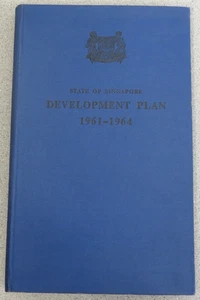 STATE OF SINGAPORE
DEVELOPMENT PLAN
1961–1964